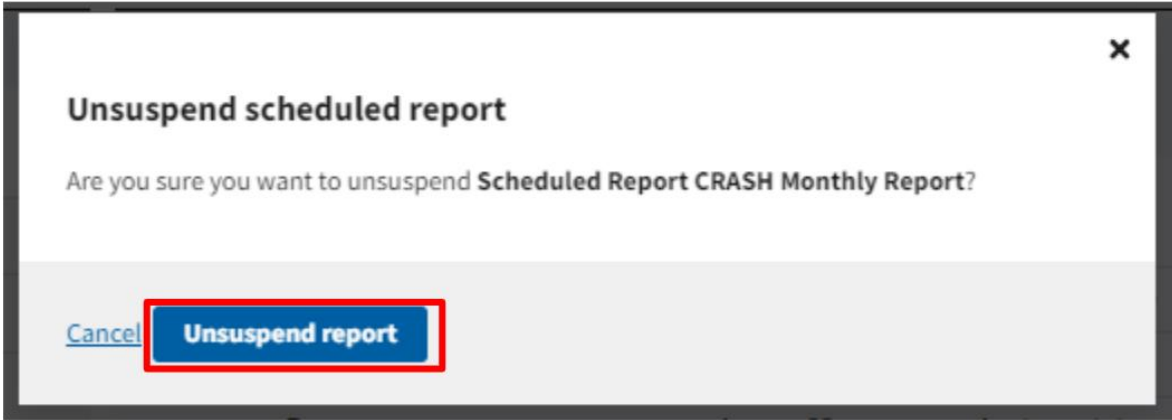 Unsuspend scheduled report
Are you sure you want to unsuspend Scheduled Report CRASH Monthly Report?
Cancel Unsuspend report